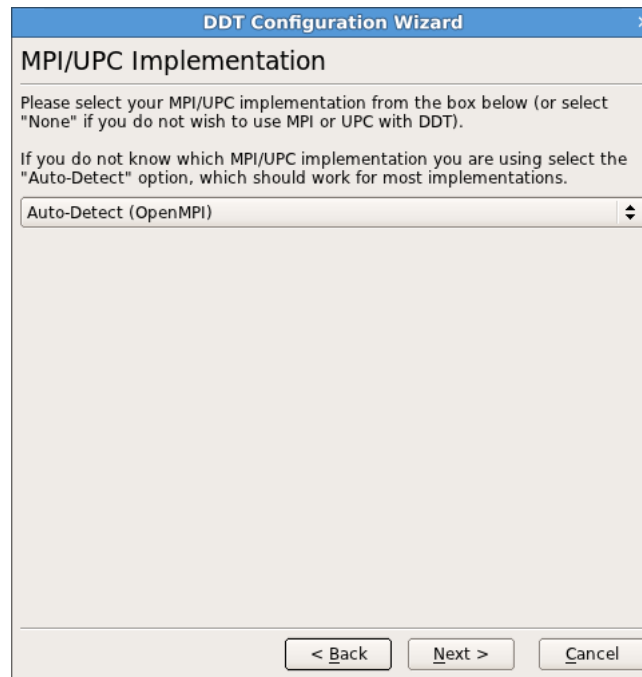 DDT Configuration Wizard
MPI/UPC Implementation
Please select your MPI/UPC implementation from the box below (or select
"None" if you do not wish to use MPI or UPC with DDT).
If you do not know which MPI/UPC implementation you are using select the
"Auto-Detect" option, which should work for most implementations.
Auto-Detect (OpenMPI)
< Back Next > Cancel